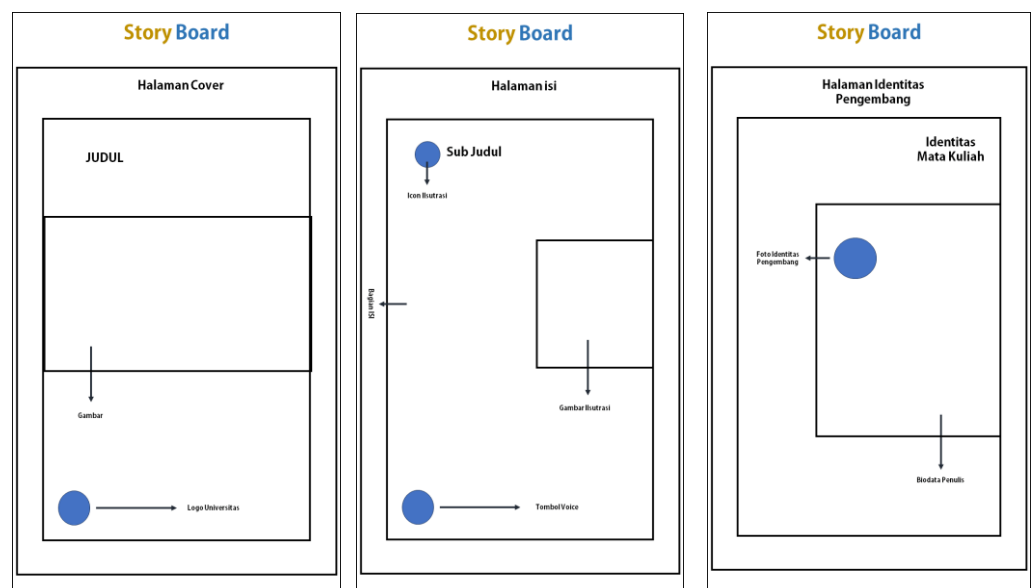 Story Board
Halaman Cover
JUDUL
Gambar
Logo Universitas
Story Board
Halaman isi
Sub Judul
Icon Ilsutrasi
Bagian ISI
Gambar Ilsutrasi
Tombol Voice
Story Board
Halaman Identitas
Pengembang
Identitas
Mata Kuliah
Foto Identitas
Pengembang
Biodata Penulis